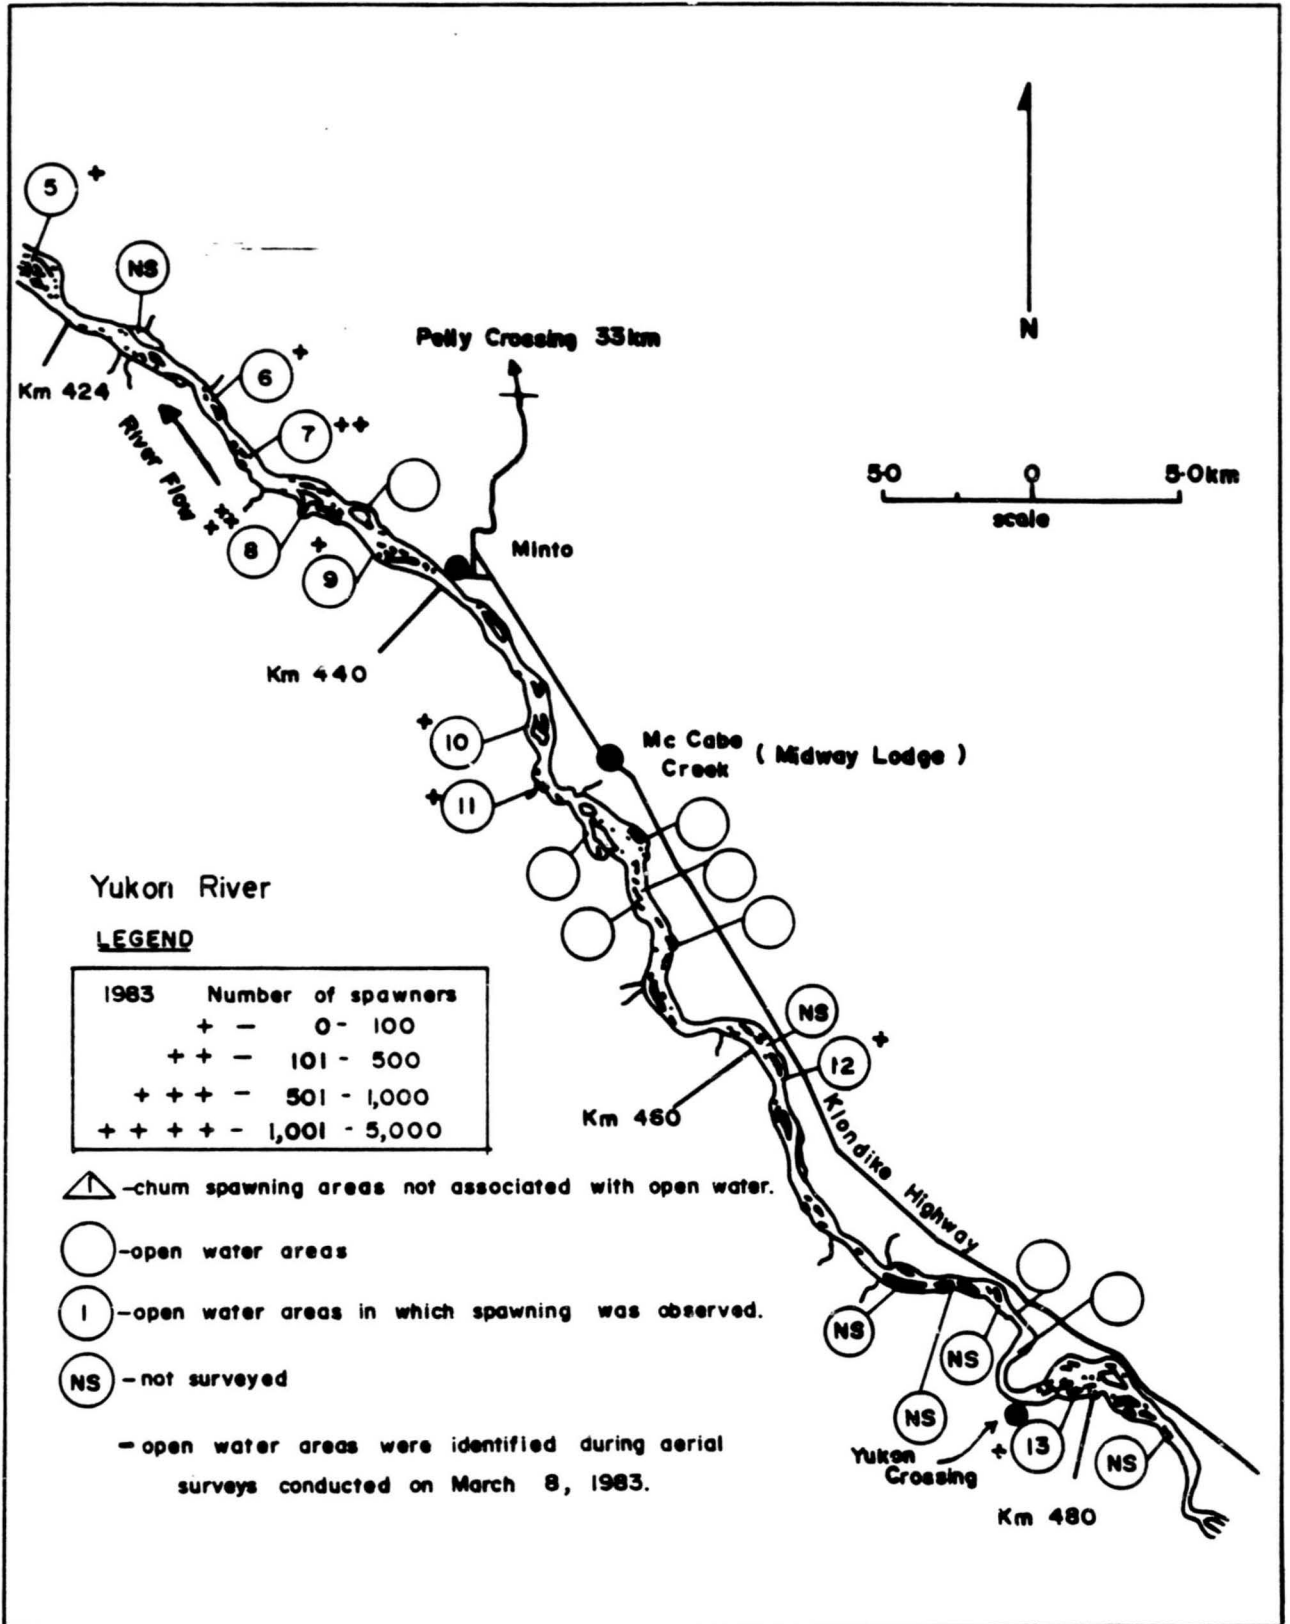 5 +
NS
Pelly Crossing 33km
N
6 +
Km 424
7 ++
River Flow
5·0 0 5·0km
scale
+++
8
+
9
Minto
Km 440
+
10
Mc Cabe
Creek
( Midway Lodge )
+
11
Yukon River
LEGEND
1983 Number of spawners
+ - 0 - 100
+ + - 101 - 500
+ + + - 501 - 1,000
+ + + + - 1,001 - 5,000
NS
12 +
Km 460
Klondike Highway
1 -chum spawning areas not associated with open water.
-open water areas
1 -open water areas in which spawning was observed.
NS - not surveyed
- open water areas were identified during aerial
surveys conducted on March 8, 1983.
NS
NS
NS
Yukon
Crossing
+ 13
NS
Km 480